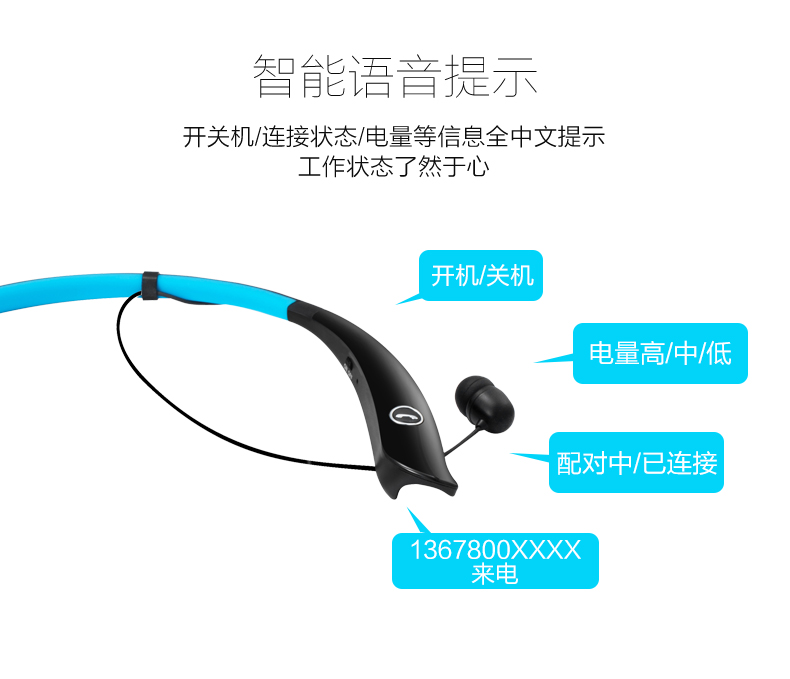 智能语音提示
开关机/连接状态/电量等信息全中文提示
工作状态了然于心
开机/关机
电量高/中/低
配对中/已连接
1367800XXXX
来电